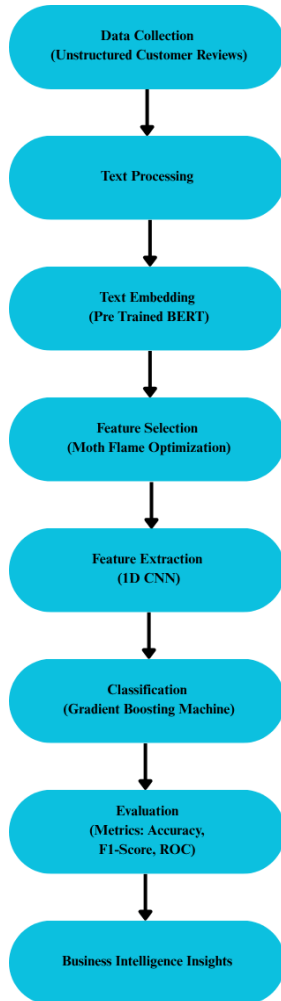 Data Collection
(Unstructured Customer Reviews)
Text Processing
Text Embedding
(Pre Trained BERT)
Feature Selection
(Moth Flame Optimization)
Feature Extraction
(1D CNN)
Classification
(Gradient Boosting Machine)
Evaluation
(Metrics: Accuracy,
F1-Score, ROC)
Business Intelligence Insights